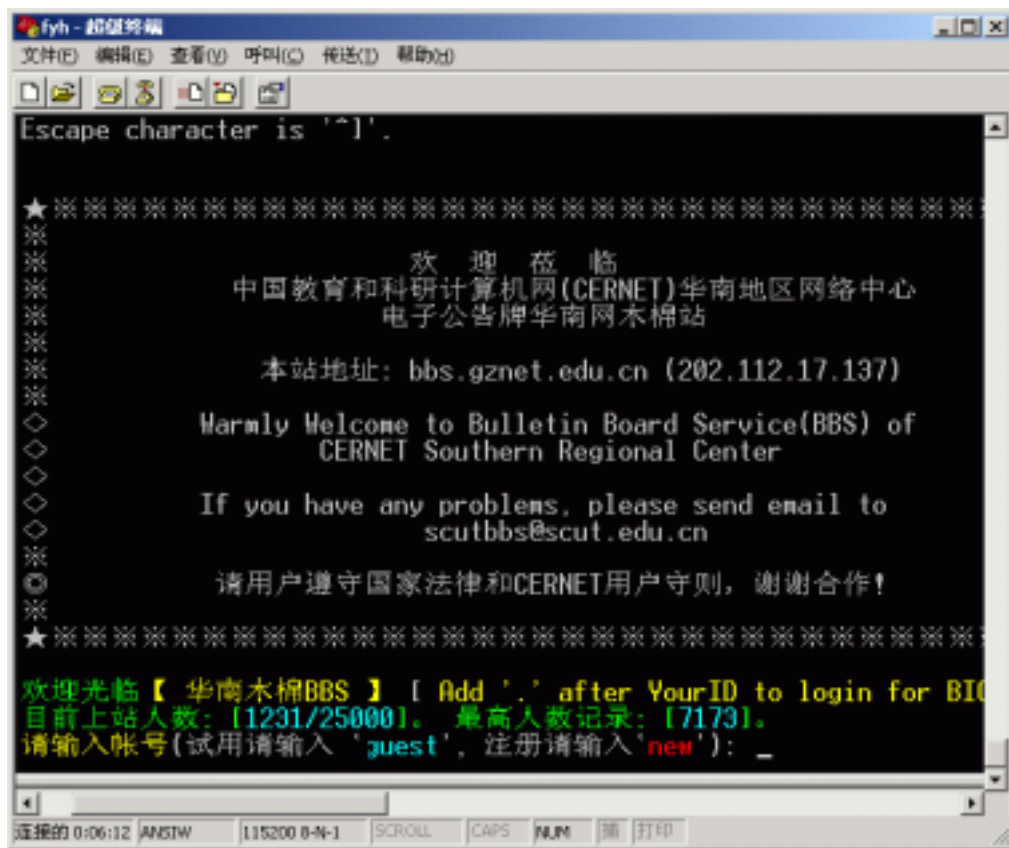 fyh - 超级终端
文件(F) 编辑(E) 查看(V) 呼叫(C) 传送(T) 帮助(H)
Escape character is '^]'.
★※※※※※※※※※※※※※※※※※※※※※※※※※※※※※※※
※
※ 欢 迎 莅 临
※ 中国教育和科研计算机网(CERNET)华南地区网络中心
※ 电子公告牌华南网木棉站
※
※ 本站地址: bbs.gznet.edu.cn (202.112.17.137)
※
◇ Warmly Welcome to Bulletin Board Service(BBS) of
◇ CERNET Southern Regional Center
◇
◇ If you have any problems, please send email to
◇ scutbbs@scut.edu.cn
※
◎ 请用户遵守国家法律和CERNET用户守则，谢谢合作!
※
★※※※※※※※※※※※※※※※※※※※※※※※※※※※※※※※
欢迎光临【 华南木棉BBS 】 [ Add '.' after YourID to login for BIG
目前上站人数: [1231/25000]。 最高人数记录: [7173]。
请输入帐号(试用请输入 'guest', 注册请输入'new'): _
连接的 0:06:12 ANSIW 115200 8-N-1 SCROLL CAPS NUM 捕 打印